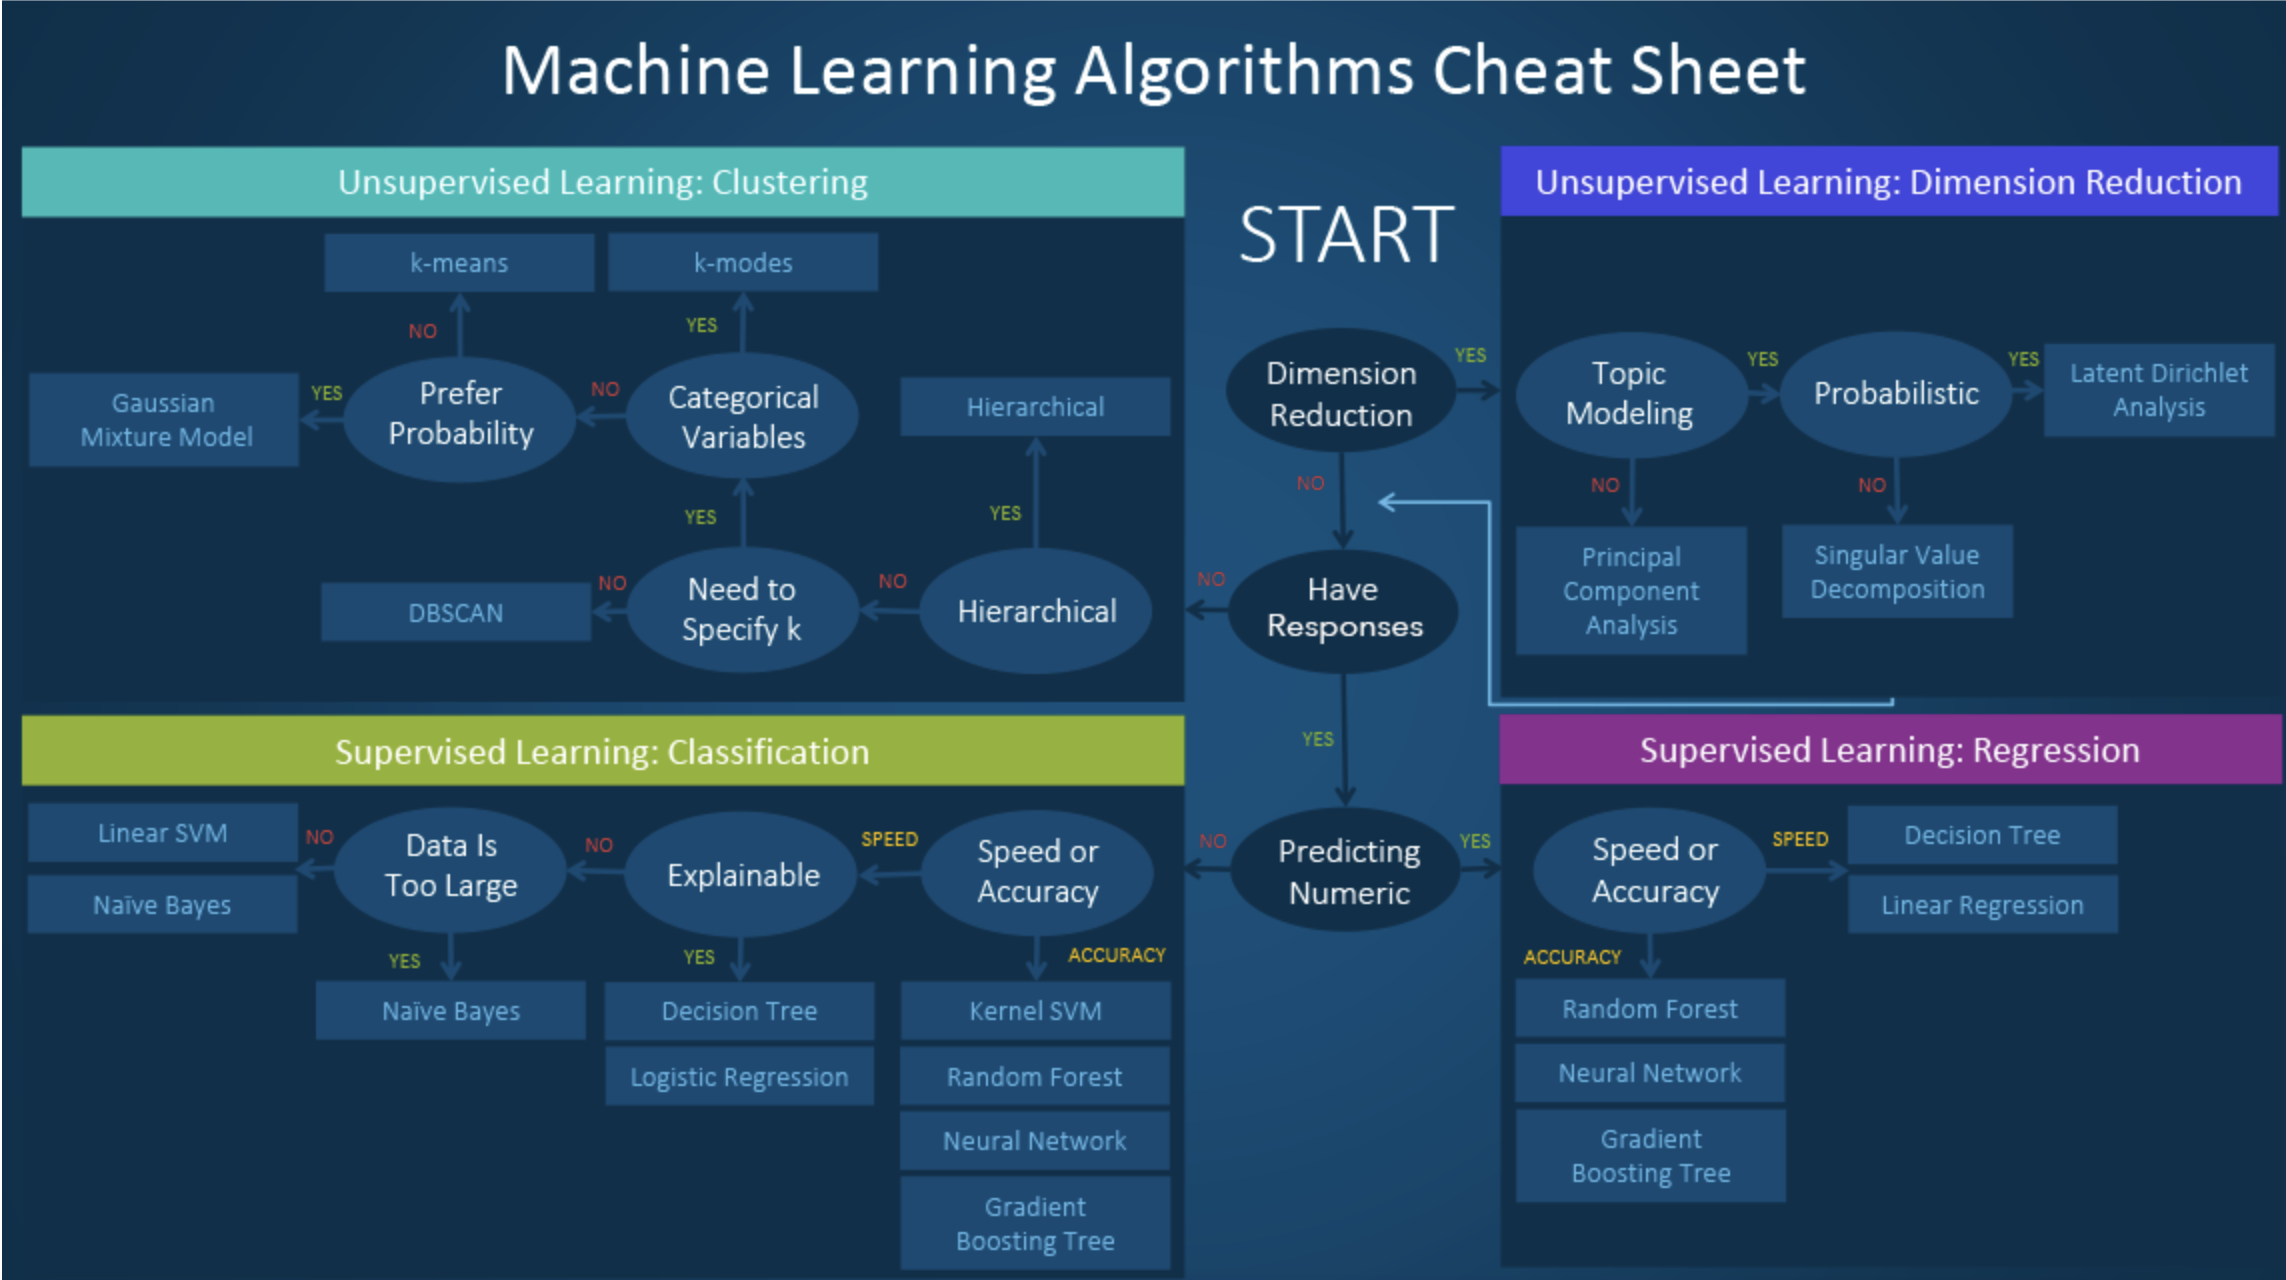 Machine Learning Algorithms Cheat Sheet
Unsupervised Learning: Clustering
k-means
k-modes
NO
YES
Gaussian
Mixture Model
YES
Prefer
Probability
NO
Categorical
Variables
Hierarchical
YES
YES
DBSCAN
NO
Need to
Specify k
NO
Hierarchical
START
Dimension
Reduction
YES
NO
NO
Have
Responses
YES
NO
Predicting
Numeric
YES
Unsupervised Learning: Dimension Reduction
Topic
Modeling
YES
Probabilistic
YES
Latent Dirichlet
Analysis
NO
NO
Principal
Component
Analysis
Singular Value
Decomposition
Supervised Learning: Classification
Linear SVM
Naïve Bayes
NO
Data Is
Too Large
NO
Explainable
SPEED
Speed or
Accuracy
YES
YES
ACCURACY
Naïve Bayes
Decision Tree
Logistic Regression
Kernel SVM
Random Forest
Neural Network
Gradient
Boosting Tree
Supervised Learning: Regression
Speed or
Accuracy
SPEED
Decision Tree
Linear Regression
ACCURACY
Random Forest
Neural Network
Gradient
Boosting Tree